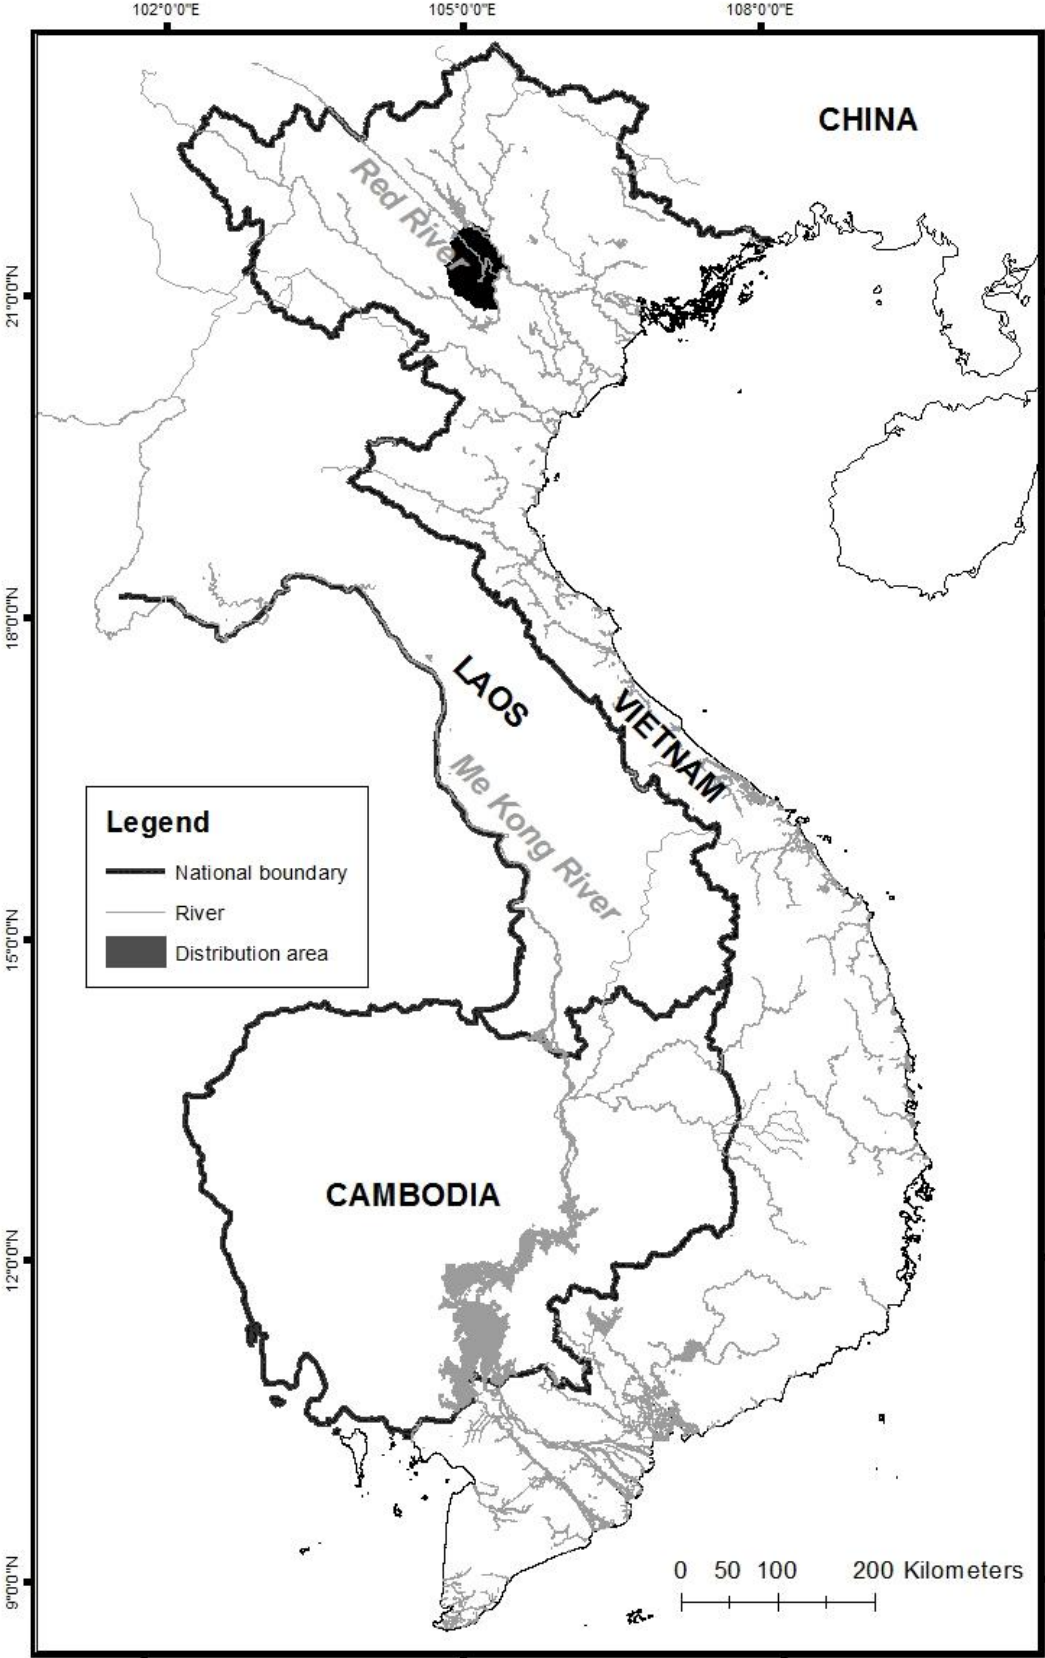 102°0'0"E 105°0'0"E 108°0'0"E
CHINA
Red River
21°0'0"N
18°0'0"N
LAOS
VIETNAM
Me Kong River
Legend
National boundary
River
Distribution area
15°0'0"N
CAMBODIA
12°0'0"N
9°0'0"N
0 50 100 200 Kilometers